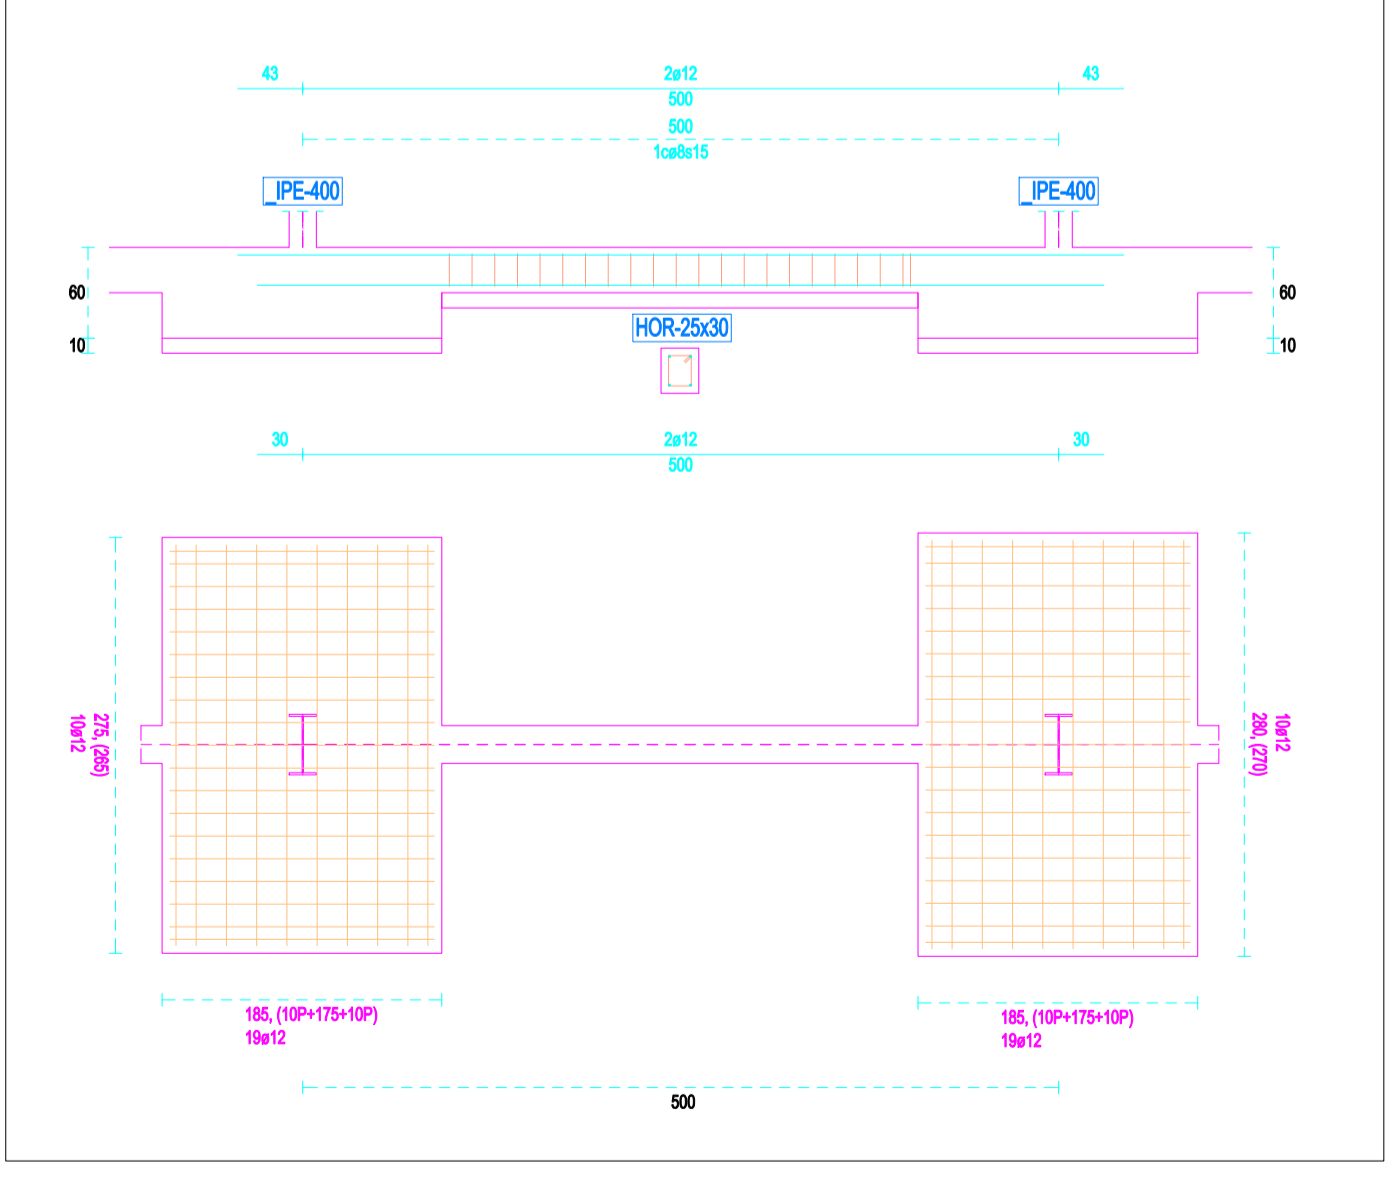 43 2ø12 43
500
500
1cø8s15
_IPE-400 _IPE-400
60 60
HOR-25x30
10 10
30 2ø12 30
500
275, (265)
10ø12
10ø12
280, (270)
185, (10P+175+10P)
19ø12
185, (10P+175+10P)
19ø12
500